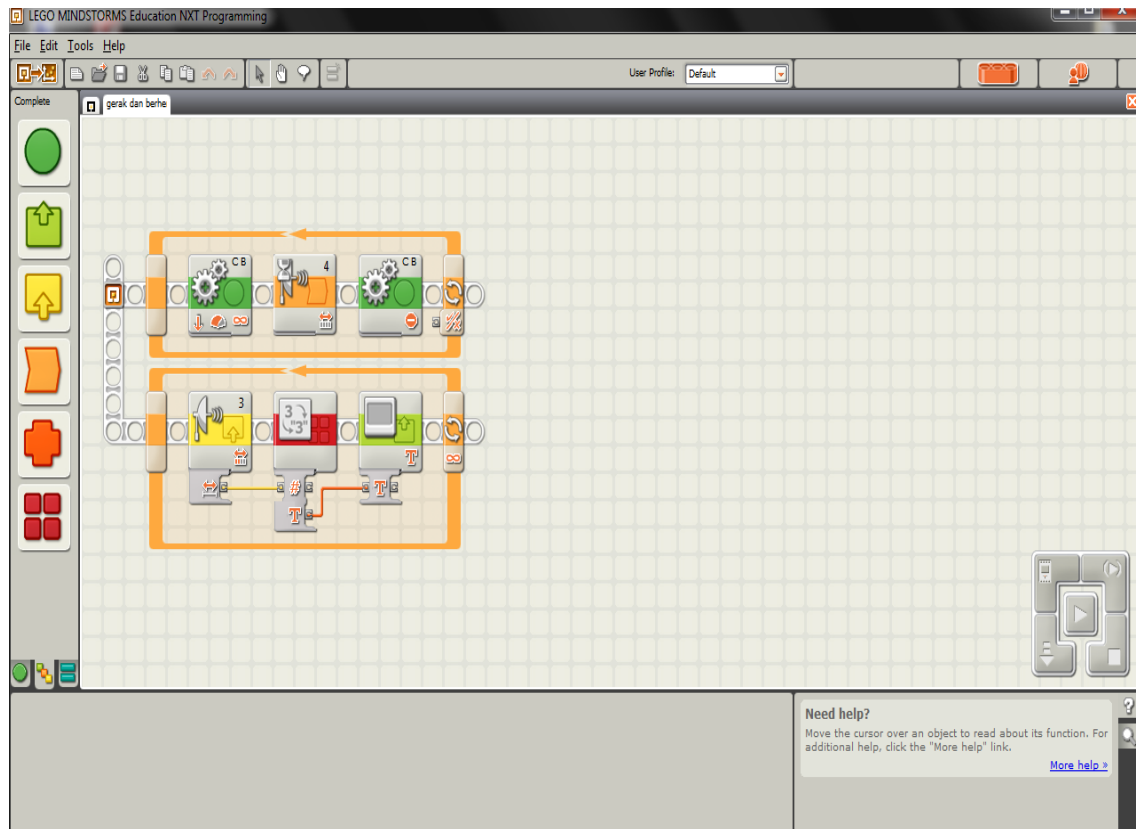 LEGO MINDSTORMS Education NXT Programming
File Edit Tools Help
User Profile: Default
Complete
gerak dan berhe
C B
4
C B
3
3
"3"
#
T
T
T
Need help?
Move the cursor over an object to read about its function. For
additional help, click the "More help" link.
More help »
?